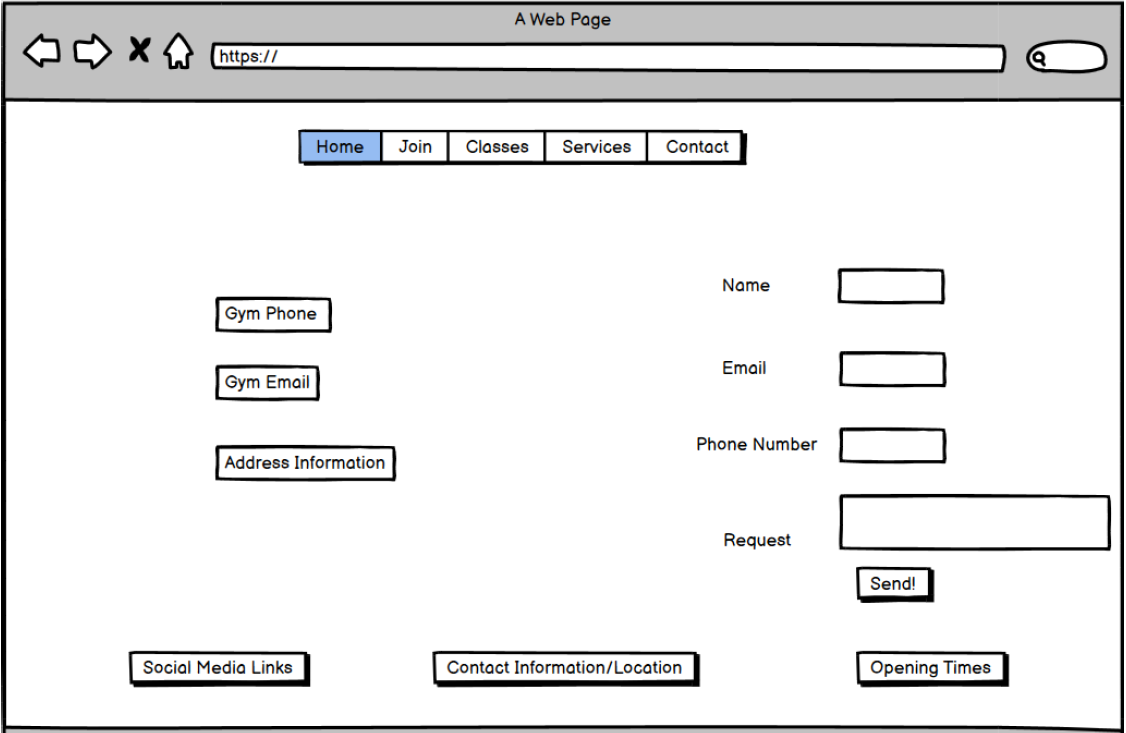 A Web Page
https://
Home Join Classes Services Contact
Gym Phone
Gym Email
Address Information
Name
Email
Phone Number
Request
Send!
Social Media Links Contact Information/Location Opening Times